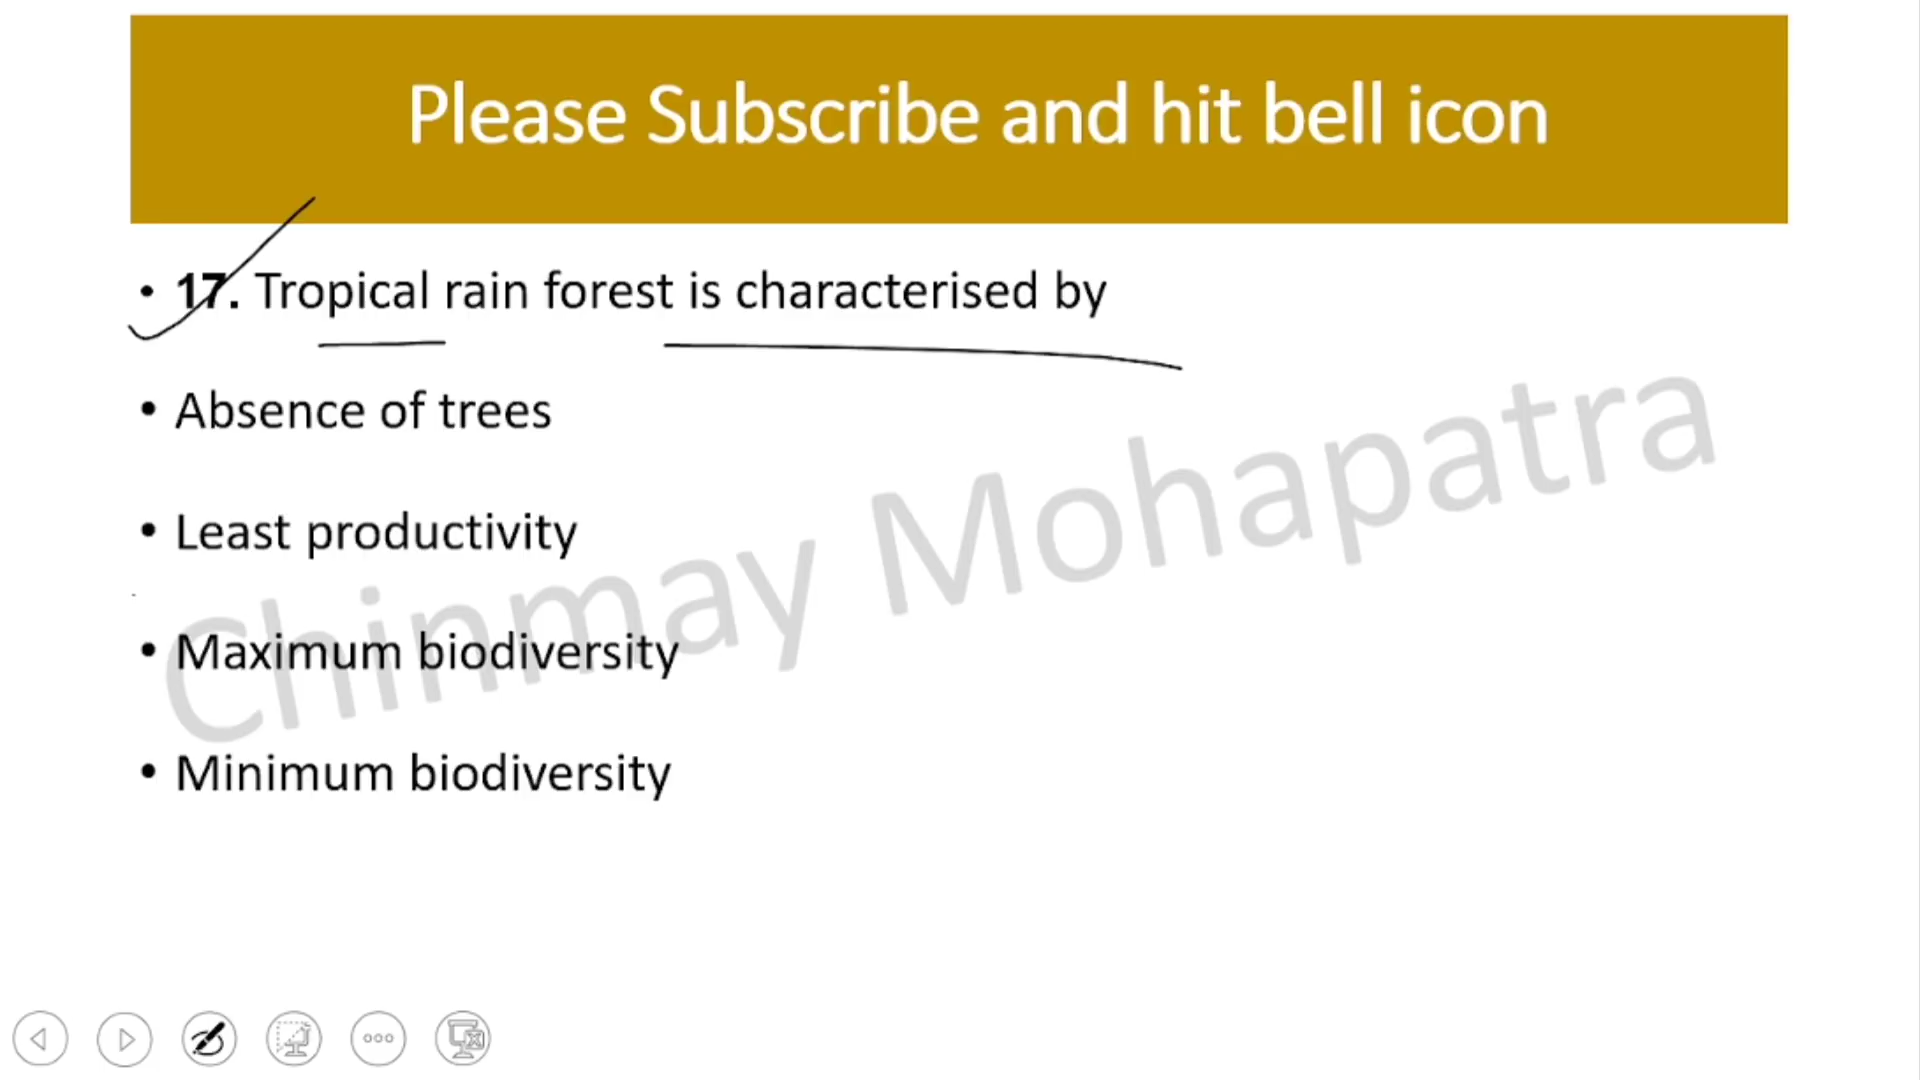 Please Subscribe and hit bell icon
• 17. Tropical rain forest is characterised by
• Absence of trees
• Least productivity
• Maximum biodiversity
• Minimum biodiversity
Chinmay Mohapatra